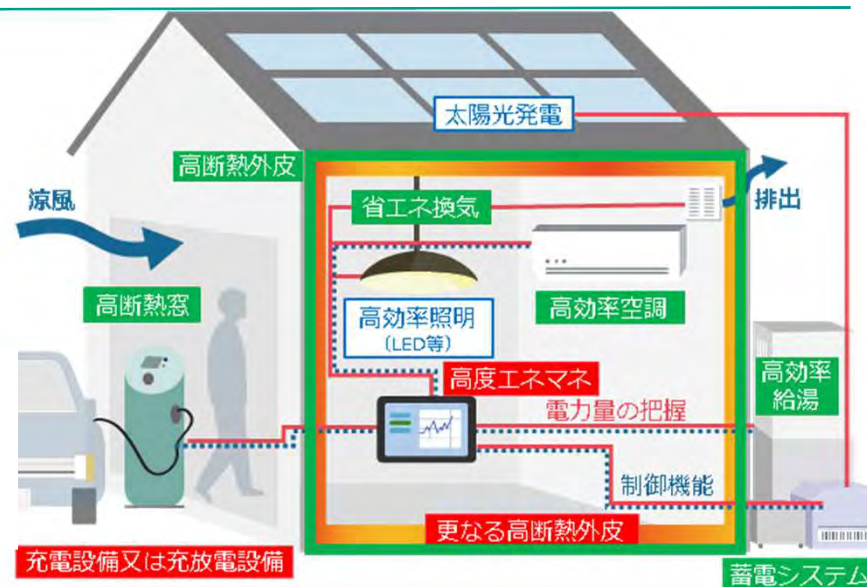 太陽光発電
高断熱外皮
涼風
省エネ換気
排出
高断熱窓
高効率照明
(LED等)
高効率空調
高度エネマネ
高効率
給湯
電力量の把握
制御機能
更なる高断熱外皮
充電設備又は充放電設備
蓄電システム